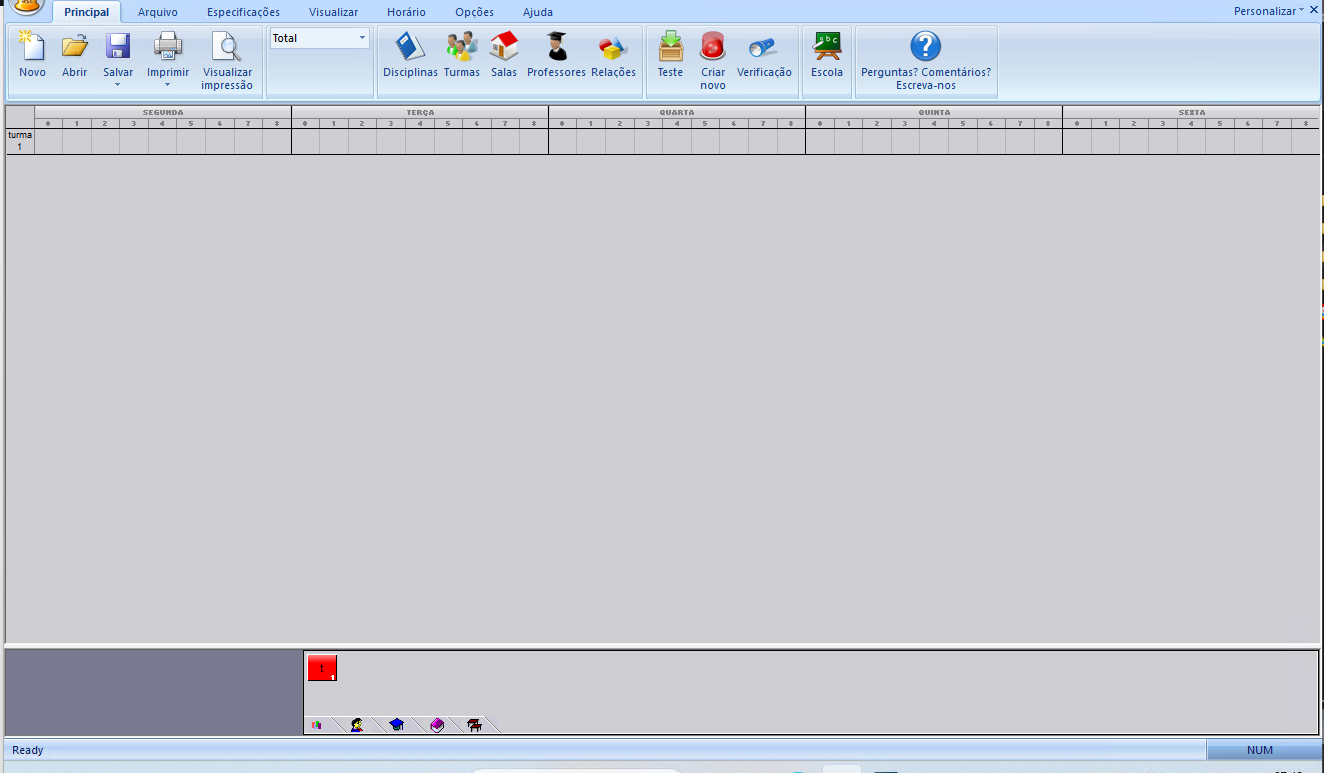 Principal Arquivo Especificações Visualizar Horário Opções Ajuda Personalizar
Novo Abrir Salvar Imprimir Visualizar impressão
Total
Disciplinas Turmas Salas Professores Relações
Teste Criar novo Verificação
Escola
Perguntas? Comentários?
Escreva-nos
SEGUNDA TERÇA QUARTA QUINTA SEXTA
0 1 2 3 4 5 6 7 8 0 1 2 3 4 5 6 7 8 0 1 2 3 4 5 6 7 8 0 1 2 3 4 5 6 7 8 0 1 2 3 4 5 6 7 8
turma
1
t
1
Ready NUM